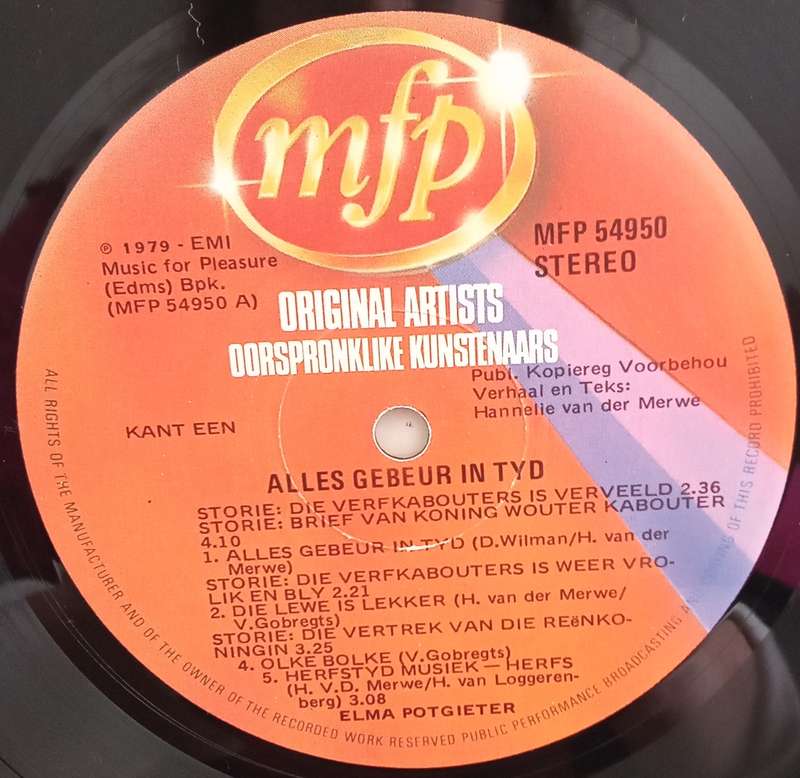 mfp
℗ 1979 - EMI
Music for Pleasure
(Edms) Bpk.
(MFP 54950 A)
MFP 54950
STEREO
ORIGINAL ARTISTS
OORSPRONKLIKE KUNSTENAARS
Publ. Kopiereg Voorbehou
Verhaal en Teks:
Hannelie van der Merwe
KANT EEN
ALLES GEBEUR IN TYD
STORIE: DIE VERFKABOUTERS IS VERVEELD 2.36
STORIE: BRIEF VAN KONING WOUTER KABOUTER
4.10
1. ALLES GEBEUR IN TYD (D.Wilman/H. van der
Merwe)
STORIE: DIE VERFKABOUTERS IS WEER VRO-
LIK EN BLY 2.21
2. DIE LEWE IS LEKKER (H. van der Merwe/
V.Gobregts)
STORIE: DIE VERTREK VAN DIE REëNKO-
NINGIN 3.25
4. OLKE BOLKE (V.Gobregts)
5. HERFSTYD MUSIEK — HERFS
(H. V.D. Merwe/H. van Loggeren-
berg) 3.08
ELMA POTGIETER
ALL RIGHTS OF THE MANUFACTURER AND OF THE OWNER OF THE RECORDED WORK RESERVED PUBLIC PERFORMANCE BROADCASTING OF THIS RECORD PROHIBITED